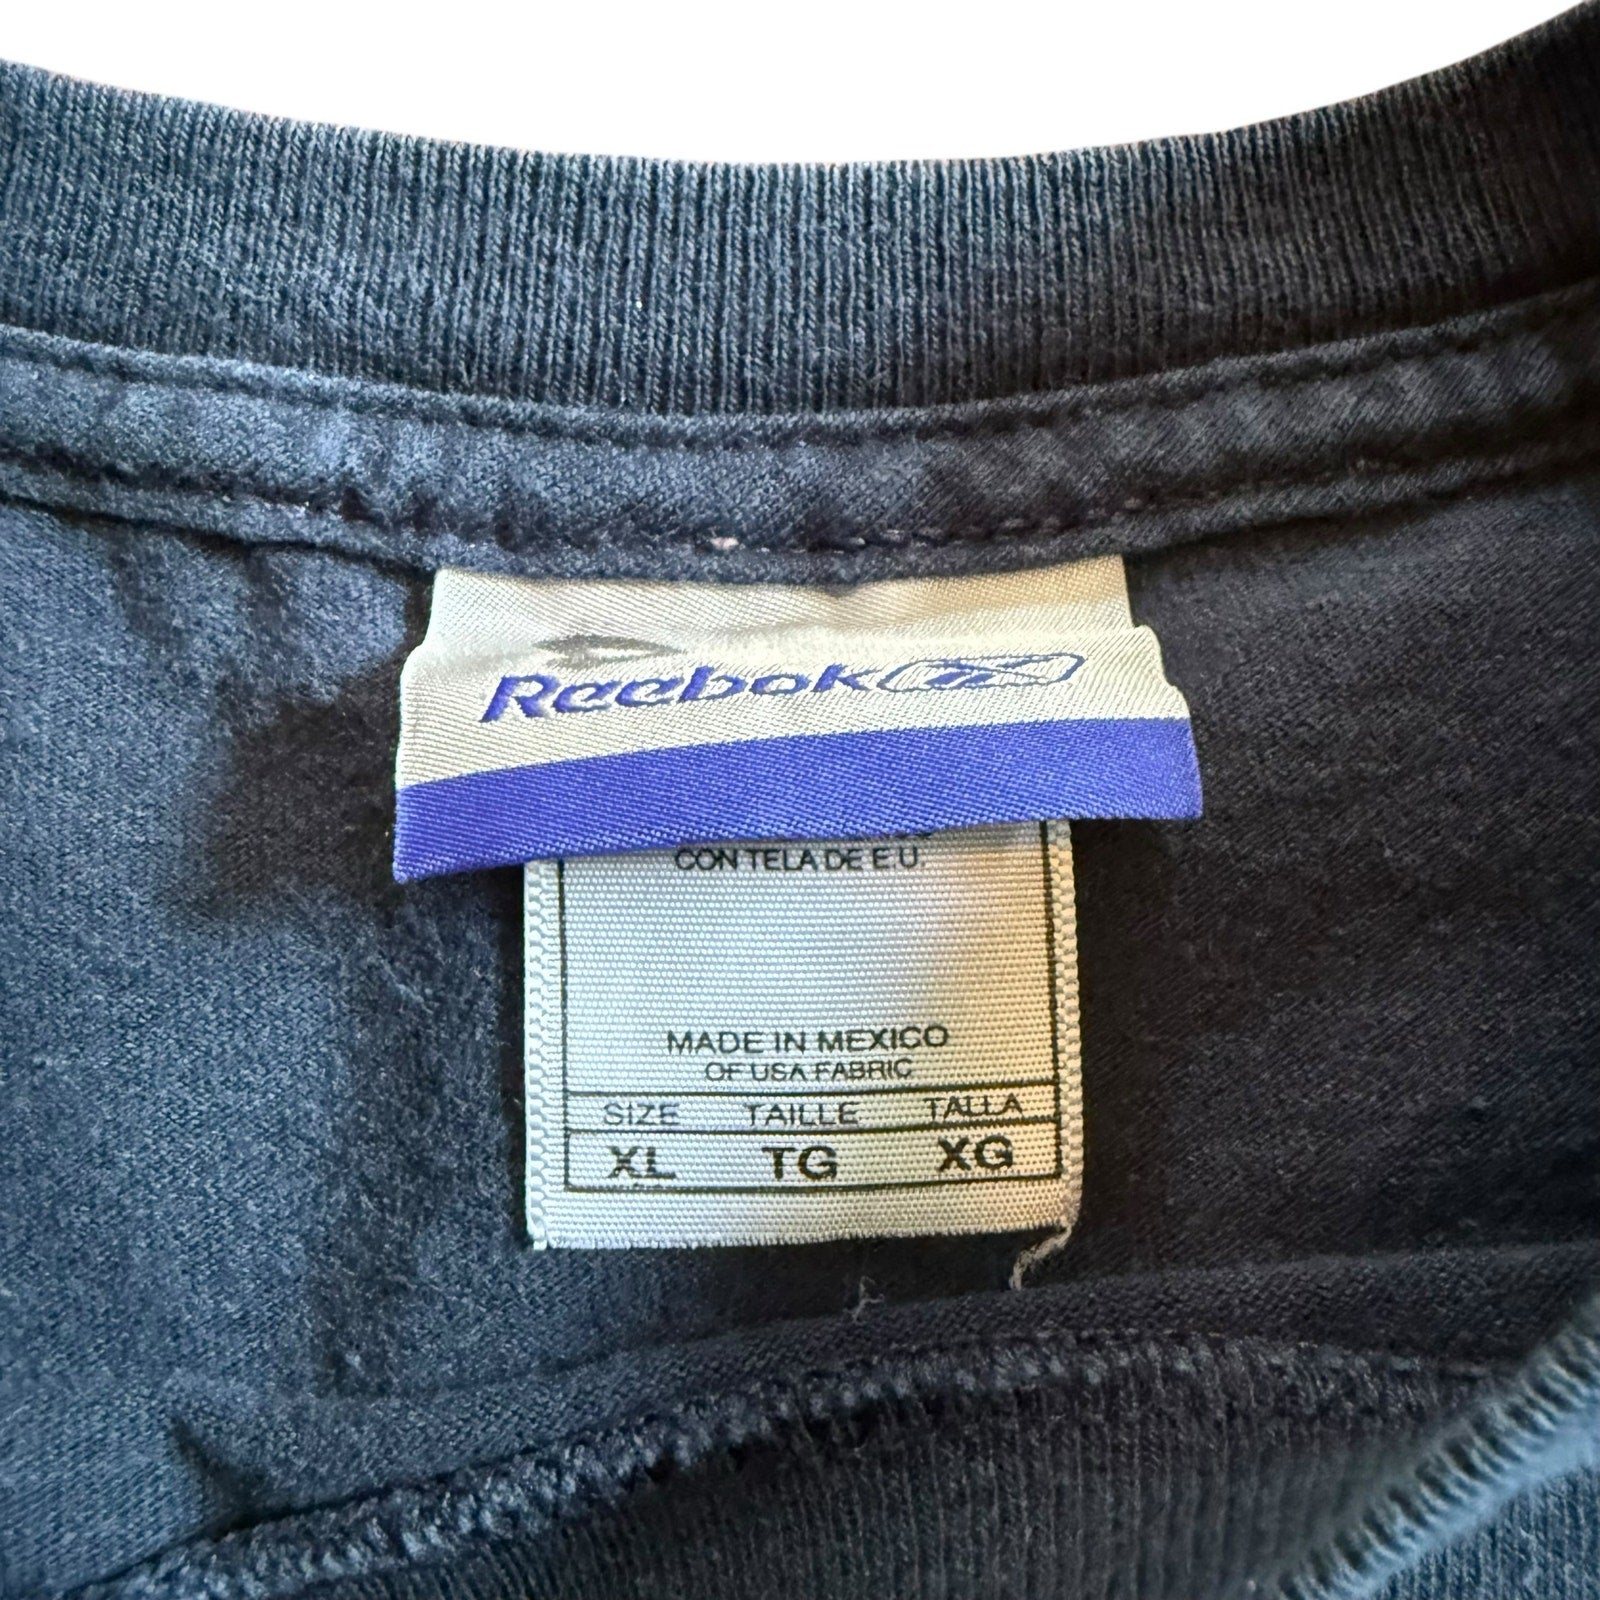 Reebok
CON TELA DE E.U.
MADE IN MEXICO
OF USA FABRIC
SIZE TAILLE TALLA
XL TG XG